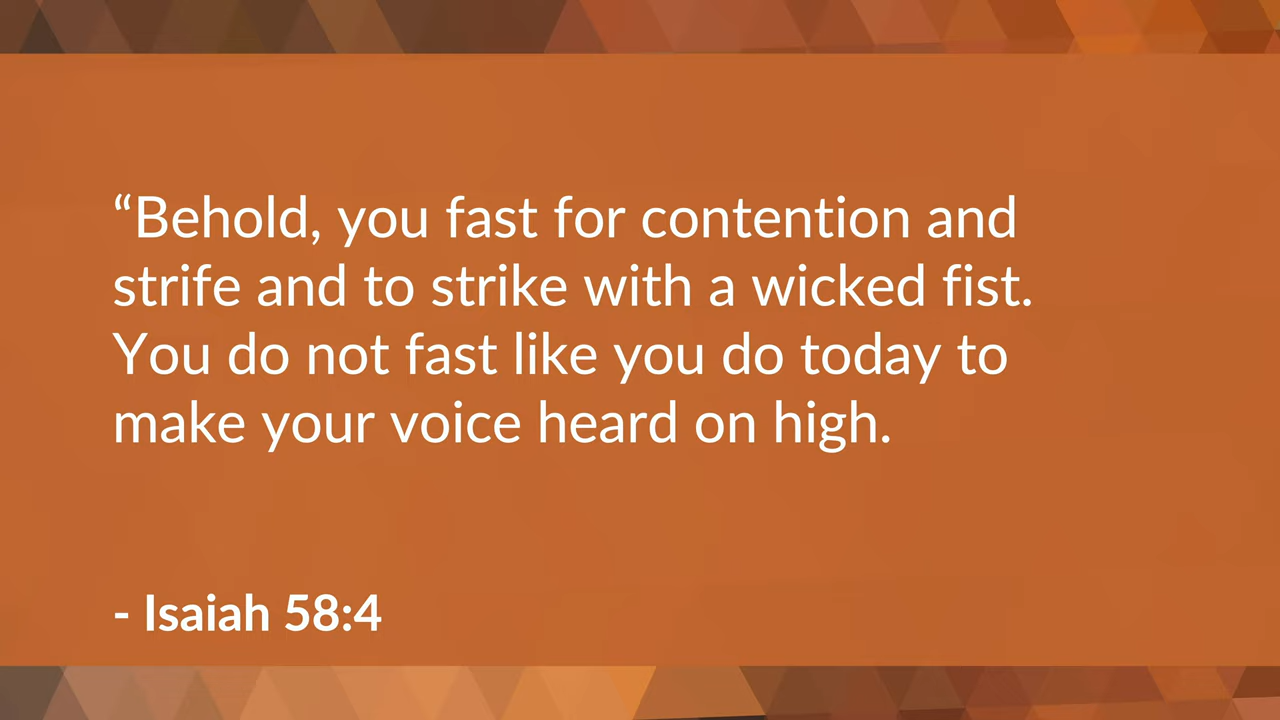 “Behold, you fast for contention and
strife and to strike with a wicked fist.
You do not fast like you do today to
make your voice heard on high.
- Isaiah 58:4